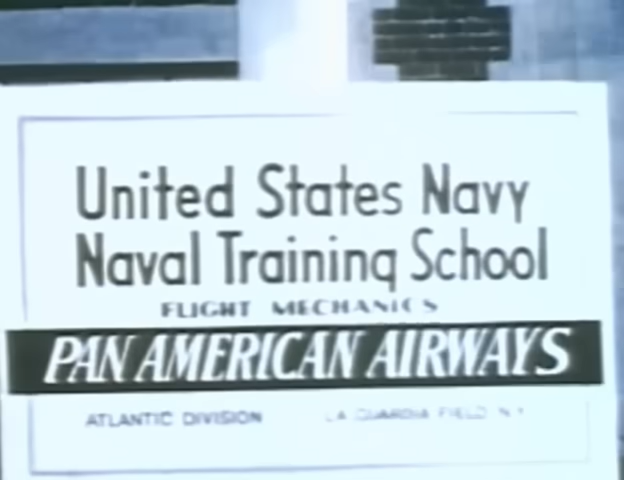 United States Navy
Naval Training School
FLIGHT MECHANICS
PAN AMERICAN AIRWAYS
ATLANTIC DIVISION LA GUARDIA FIELD N.Y.